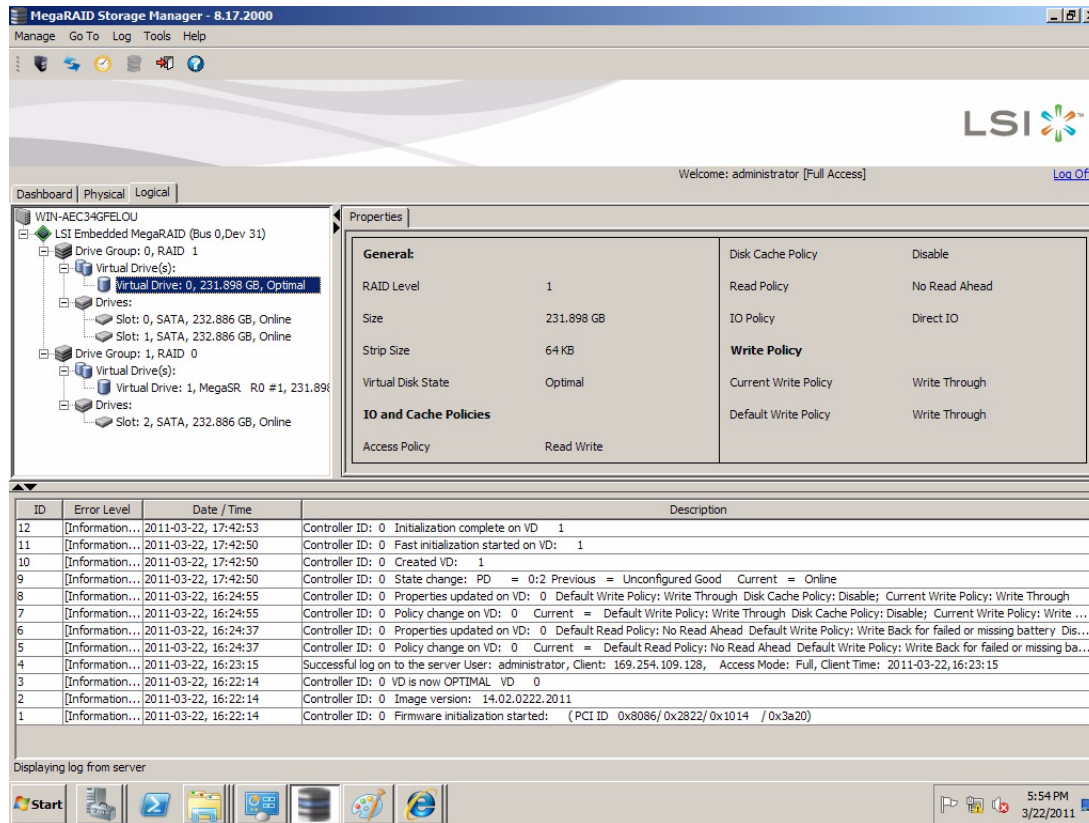 MegaRAID Storage Manager - 8.17.2000
Manage Go To Log Tools Help
LSI
Welcome: administrator [Full Access]
Log Off
Dashboard Physical Logical
WIN-AEC34GFELOU
LSI Embedded MegaRAID (Bus 0,Dev 31)
Drive Group: 0, RAID 1
Virtual Drive(s):
Virtual Drive: 0, 231.898 GB, Optimal
Drives:
Slot: 0, SATA, 232.886 GB, Online
Slot: 1, SATA, 232.886 GB, Online
Drive Group: 1, RAID 0
Virtual Drive(s):
Virtual Drive: 1, MegaSR R0 #1, 231.898
Drives:
Slot: 2, SATA, 232.886 GB, Online
Properties
General:
RAID Level 1
Size 231.898 GB
Strip Size 64 KB
Virtual Disk State Optimal
IO and Cache Policies
Access Policy Read Write
Disk Cache Policy Disable
Read Policy No Read Ahead
IO Policy Direct IO
Write Policy
Current Write Policy Write Through
Default Write Policy Write Through
ID Error Level Date / Time Description
12 [Information... 2011-03-22, 17:42:53 Controller ID: 0 Initialization complete on VD 1
11 [Information... 2011-03-22, 17:42:50 Controller ID: 0 Fast initialization started on VD: 1
10 [Information... 2011-03-22, 17:42:50 Controller ID: 0 Created VD: 1
9 [Information... 2011-03-22, 17:42:50 Controller ID: 0 State change: PD = 0:2 Previous = Unconfigured Good Current = Online
8 [Information... 2011-03-22, 16:24:55 Controller ID: 0 Properties updated on VD: 0 Default Write Policy: Write Through Disk Cache Policy: Disable; Current Write Policy: Write Through
7 [Information... 2011-03-22, 16:24:55 Controller ID: 0 Policy change on VD: 0 Current = Default Write Policy: Write Through Disk Cache Policy: Disable; Current Write Policy: Write ...
6 [Information... 2011-03-22, 16:24:37 Controller ID: 0 Properties updated on VD: 0 Default Read Policy: No Read Ahead Default Write Policy: Write Back for failed or missing battery Dis...
5 [Information... 2011-03-22, 16:24:37 Controller ID: 0 Policy change on VD: 0 Current = Default Read Policy: No Read Ahead Default Write Policy: Write Back for failed or missing ba...
4 [Information... 2011-03-22, 16:23:15 Successful log on to the server User: administrator, Client: 169.254.109.128, Access Mode: Full, Client Time: 2011-03-22,16:23:15
3 [Information... 2011-03-22, 16:22:14 Controller ID: 0 VD is now OPTIMAL VD 0
2 [Information... 2011-03-22, 16:22:14 Controller ID: 0 Image version: 14.02.0222.2011
1 [Information... 2011-03-22, 16:22:14 Controller ID: 0 Firmware initialization started: (PCI ID 0x8086/ 0x2822/ 0x1014 / 0x3a20)
Displaying log from server
Start
5:54 PM
3/22/2011